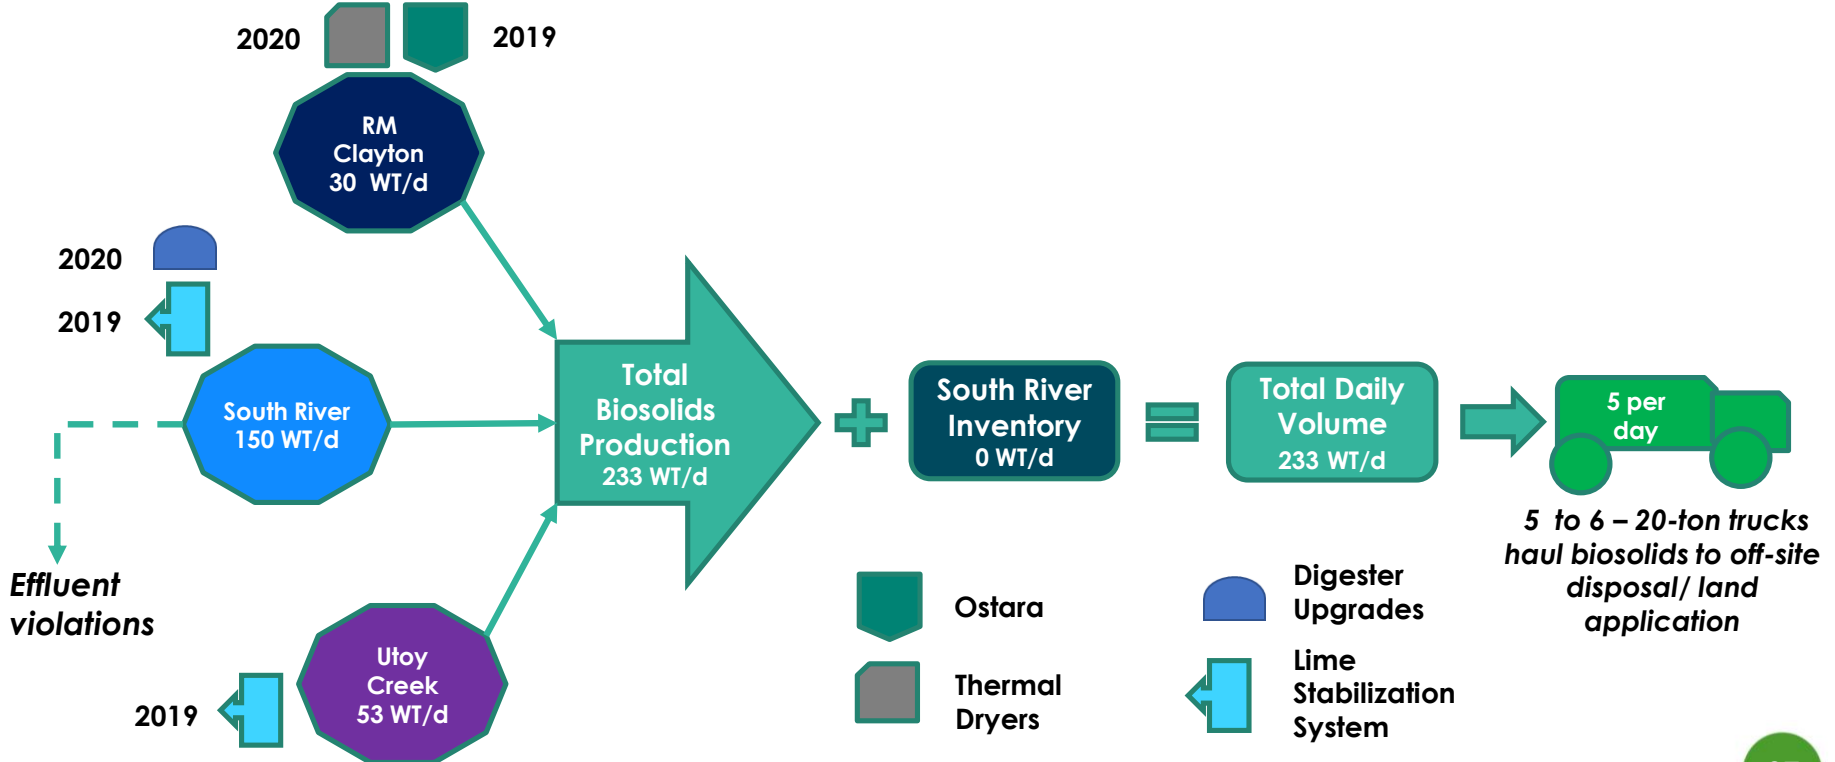 2020
2019
RM
Clayton
30 WT/d
2020
2019
South River
150 WT/d
Effluent
violations
2019
Utoy
Creek
53 WT/d
Total
Biosolids
Production
233 WT/d
South River
Inventory
0 WT/d
Total Daily
Volume
233 WT/d
5 per
day
5 to 6 – 20-ton trucks
haul biosolids to off-site
disposal/ land
application
Ostara
Thermal
Dryers
Digester
Upgrades
Lime
Stabilization
System